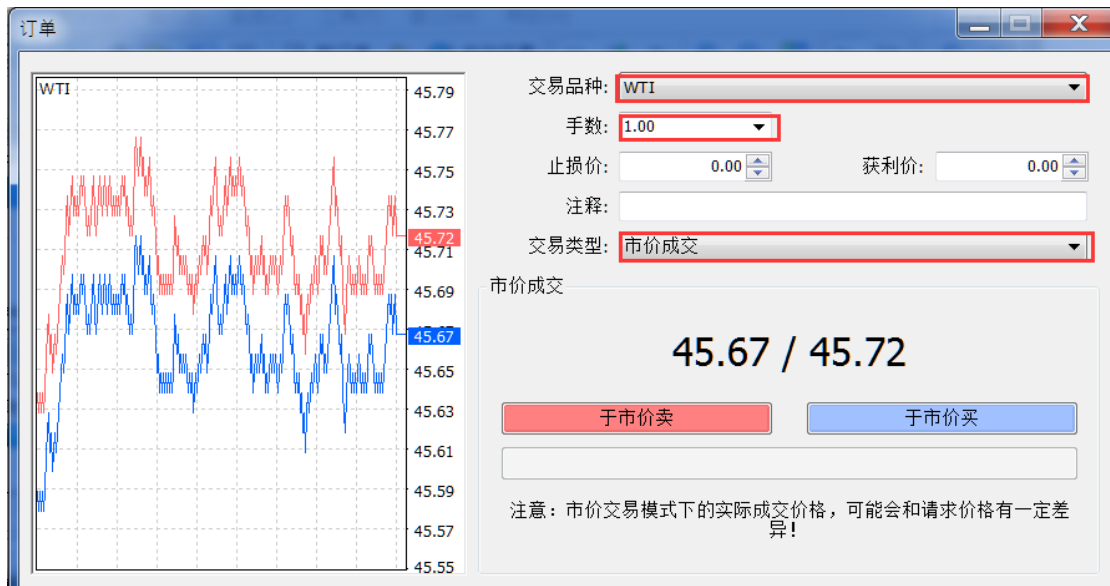 订单
WTI
45.79
45.77
45.75
45.73
45.72
45.71
45.69
45.67
45.65
45.63
45.61
45.59
45.57
45.55
交易品种: WTI
手数: 1.00
止损价: 0.00 获利价: 0.00
注释:
交易类型: 市价成交
市价成交
45.67 / 45.72
于市价卖 于市价买
注意：市价交易模式下的实际成交价格，可能会和请求价格有一定差
异!